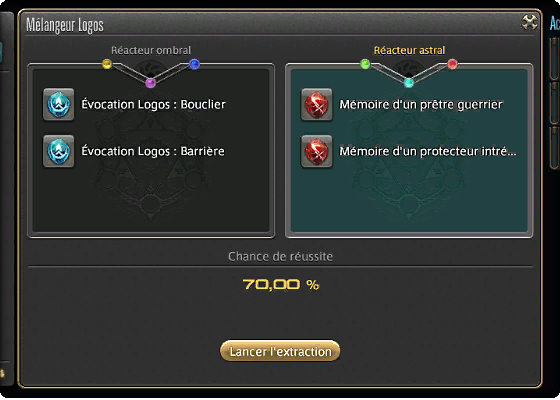 Mélangeur Logos
Réacteur ombral
Réacteur astral
Évocation Logos : Bouclier
Mémoire d'un prêtre guerrier
Évocation Logos : Barrière
Mémoire d'un protecteur intré...
Chance de réussite
70,00 %
Lancer l'extraction